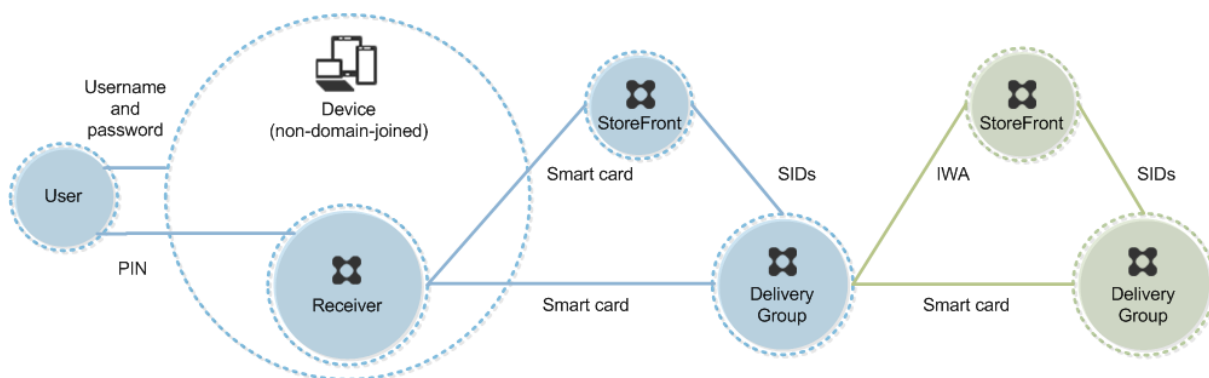 Username
and
password
User
PIN
Device
(non-domain-joined)
Receiver
StoreFront
Smart card
SIDs
Smart card
Delivery
Group
StoreFront
IWA
SIDs
Smart card
Delivery
Group